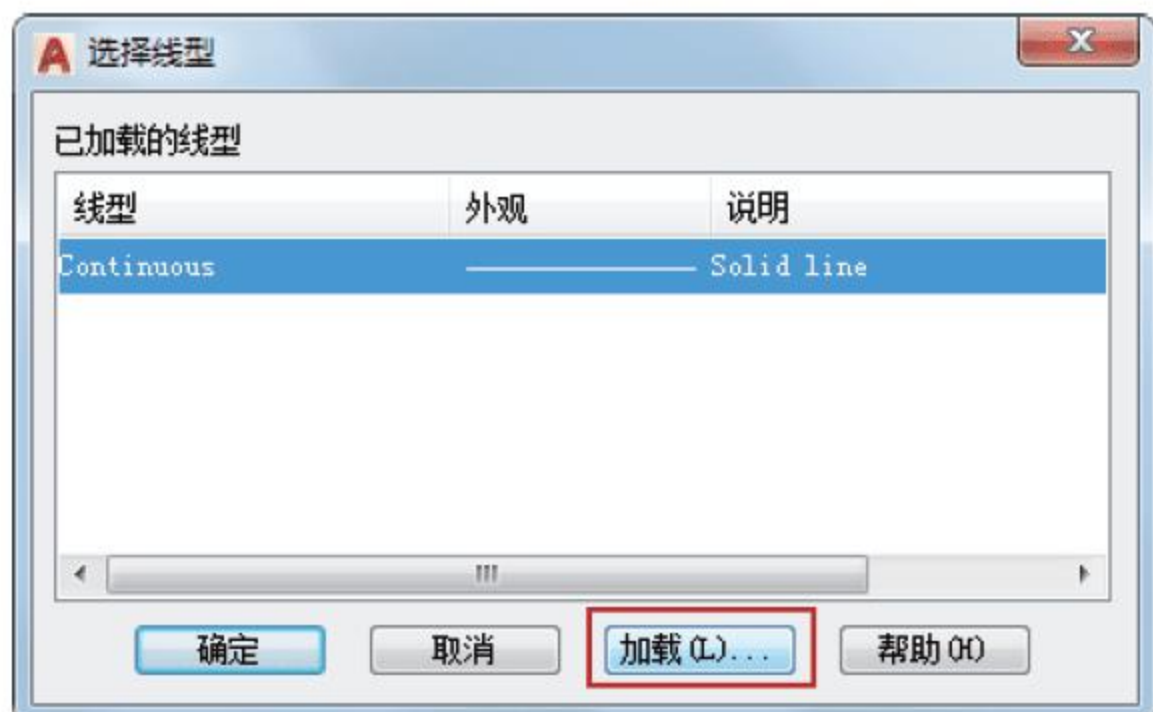 选择线型
已加载的线型
线型 外观 说明
Continuous Solid line
确定 取消 加载(L)... 帮助(H)